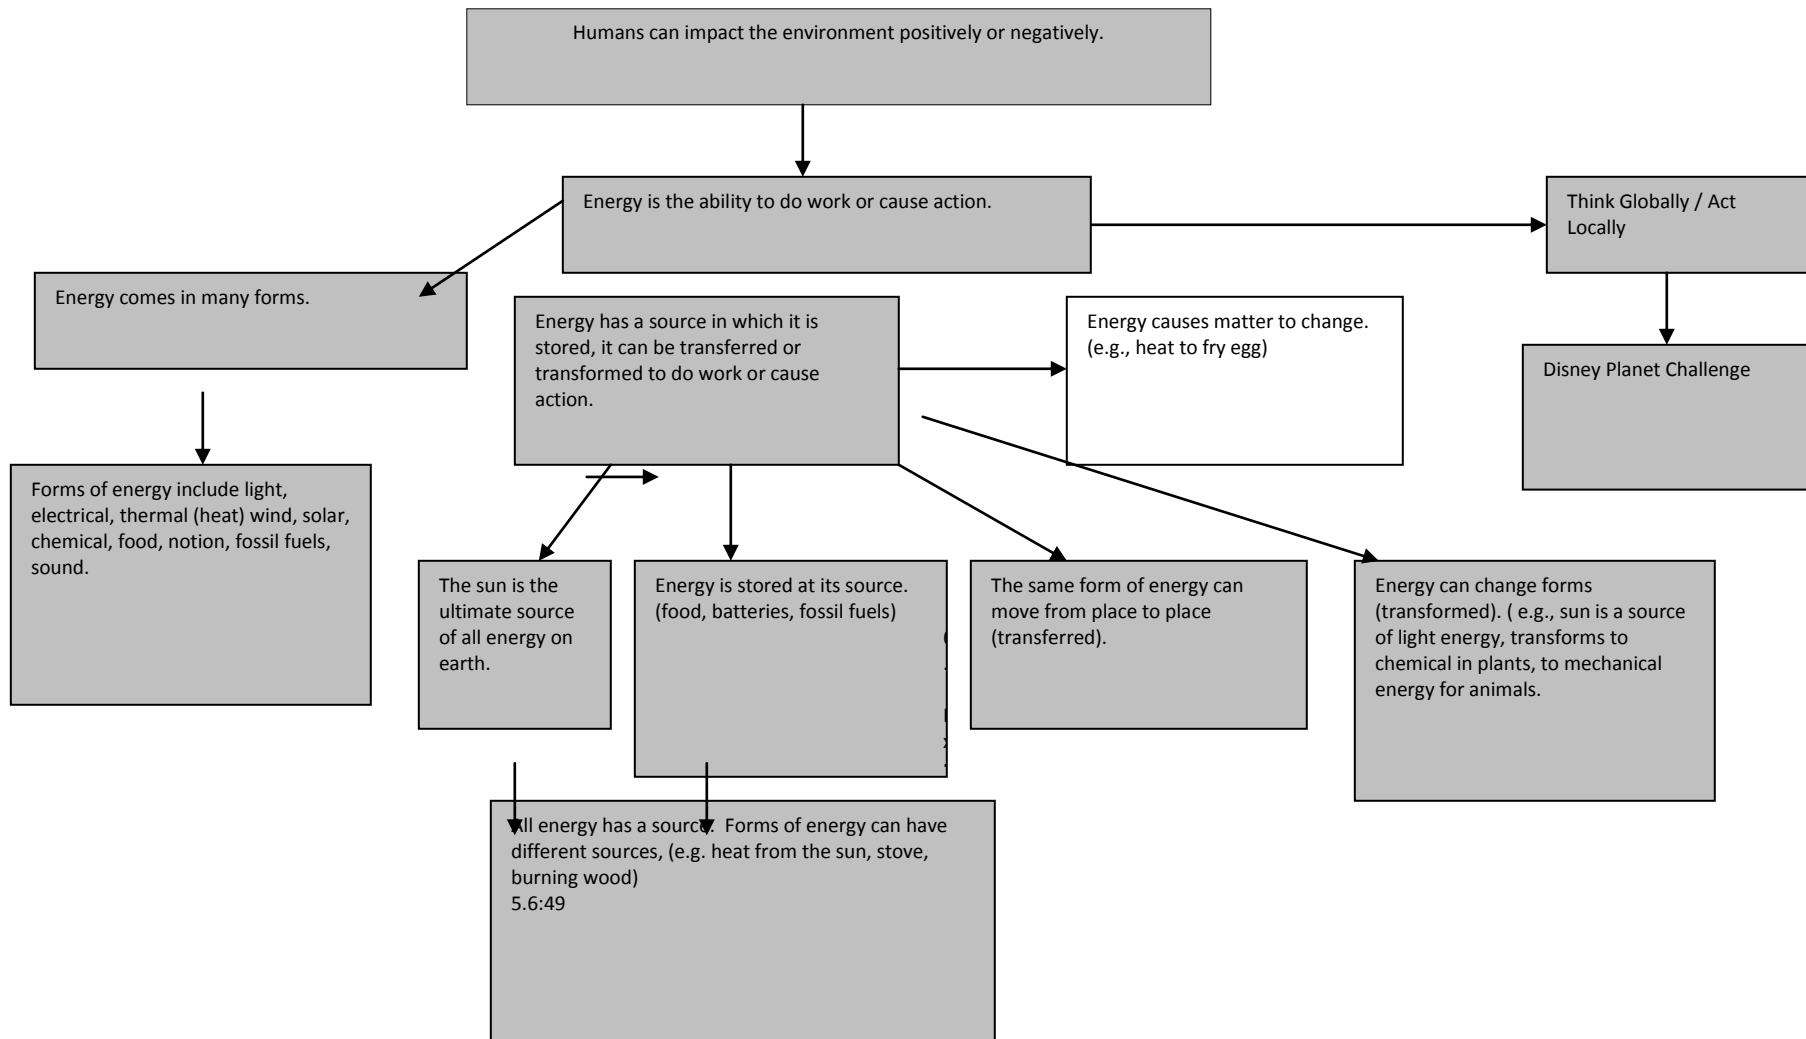 Humans can impact the environment positively or negatively.
Energy is the ability to do work or cause action.
Think Globally / Act
Locally
Energy comes in many forms.
Energy has a source in which it is
stored, it can be transferred or
transformed to do work or cause
action.
Energy causes matter to change.
(e.g., heat to fry egg)
Disney Planet Challenge
Forms of energy include light,
electrical, thermal (heat) wind, solar,
chemical, food, notion, fossil fuels,
sound.
The sun is the
ultimate source
of all energy on
earth.
Energy is stored at its source.
(food, batteries, fossil fuels)
The same form of energy can
move from place to place
(transferred).
Energy can change forms
(transformed). ( e.g., sun is a source
of light energy, transforms to
chemical in plants, to mechanical
energy for animals.
All energy has a source. Forms of energy can have
different sources, (e.g. heat from the sun, stove,
burning wood)
5.6:49